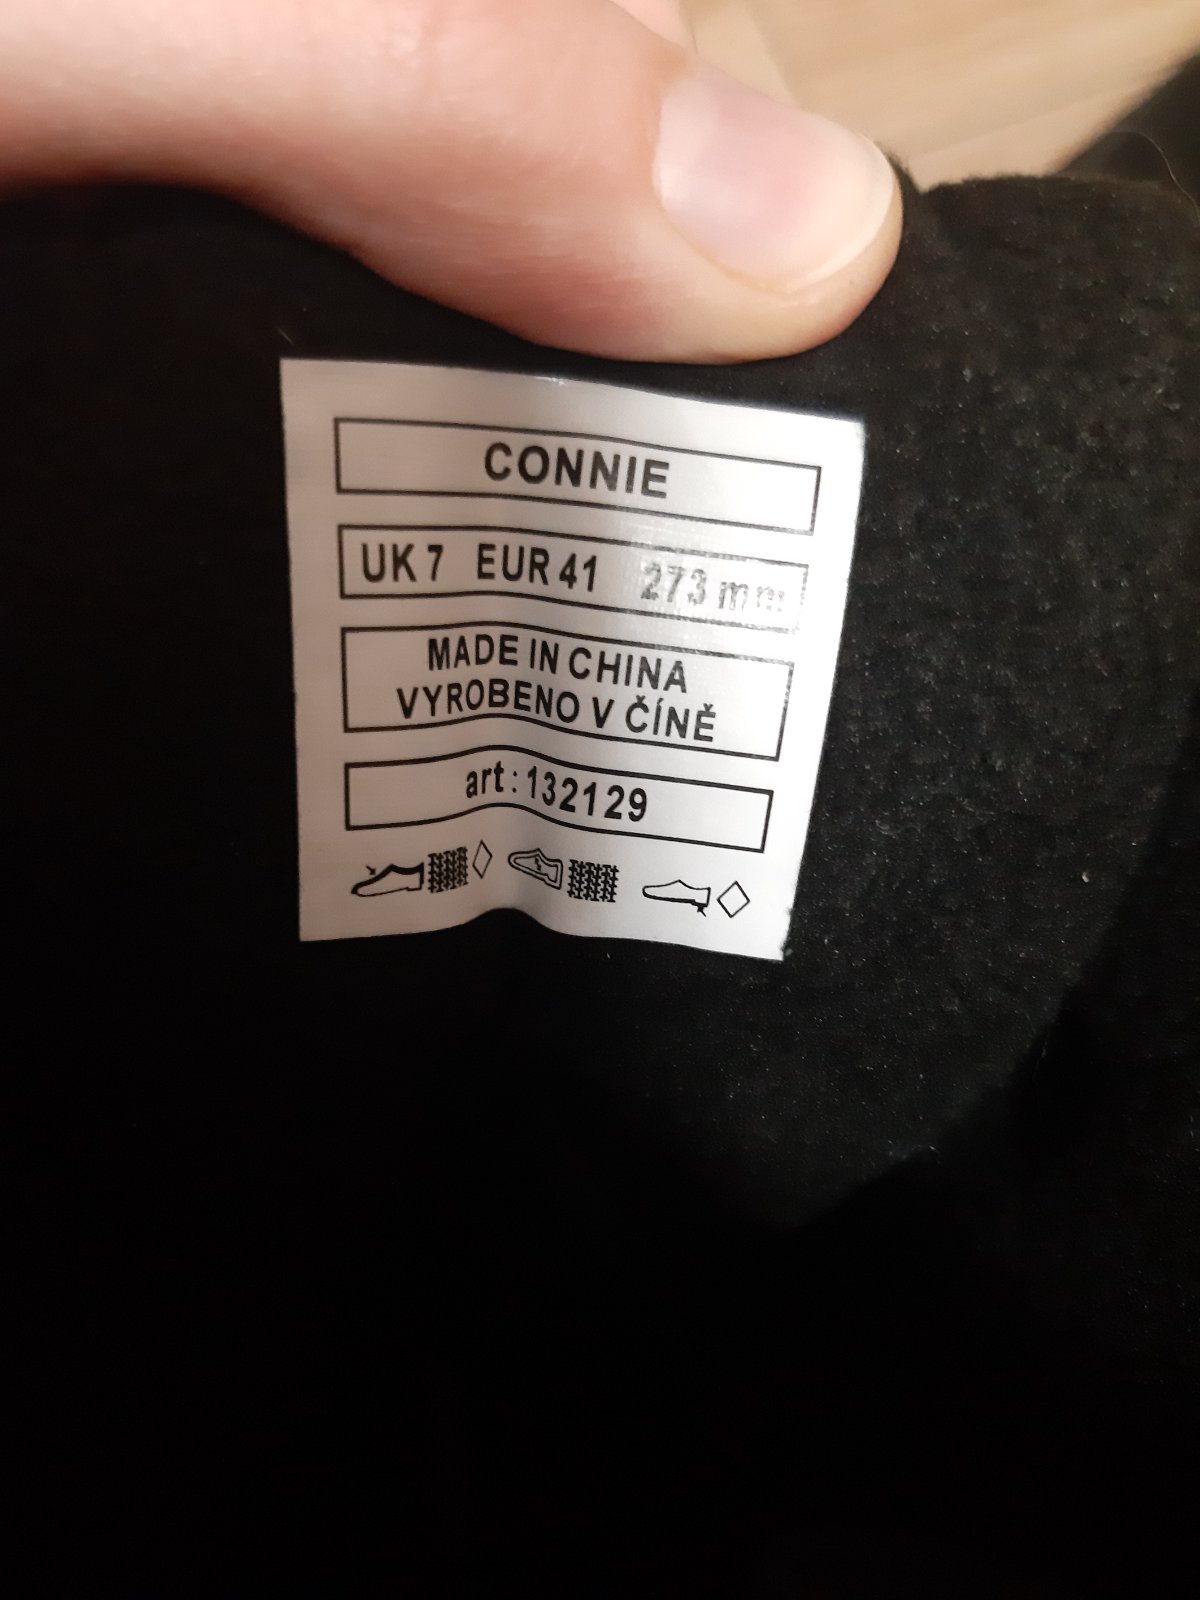 CONNIE
UK 7 EUR 41 273 mm
MADE IN CHINA
VYROBENO V ČÍNĚ
art: 132129